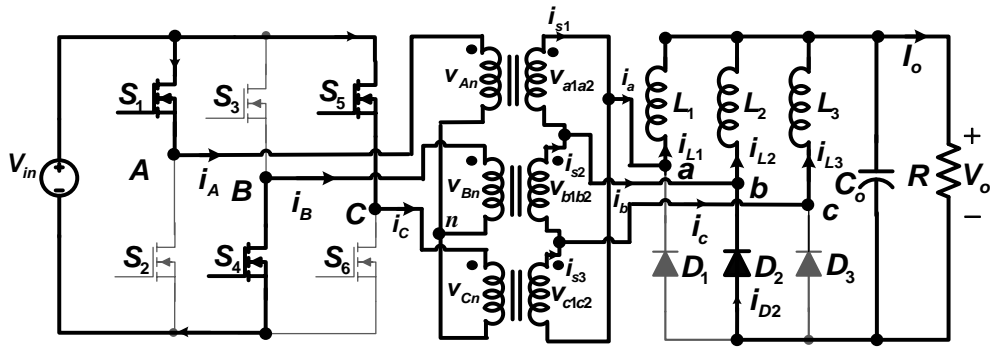 i_s1
S_1 S_3 S_5 v_An v_a1a2 i_a L_1 L_2 L_3 I_o
V_in A i_A i_s2 i_L1 a i_L2 i_L3 + V_o −
B i_B v_Bn v_b1b2 i_b b C_o R
C i_C n i_c c
S_2 S_4 S_6 v_Cn i_s3 v_c1c2 D_1 D_2 D_3
i_D2